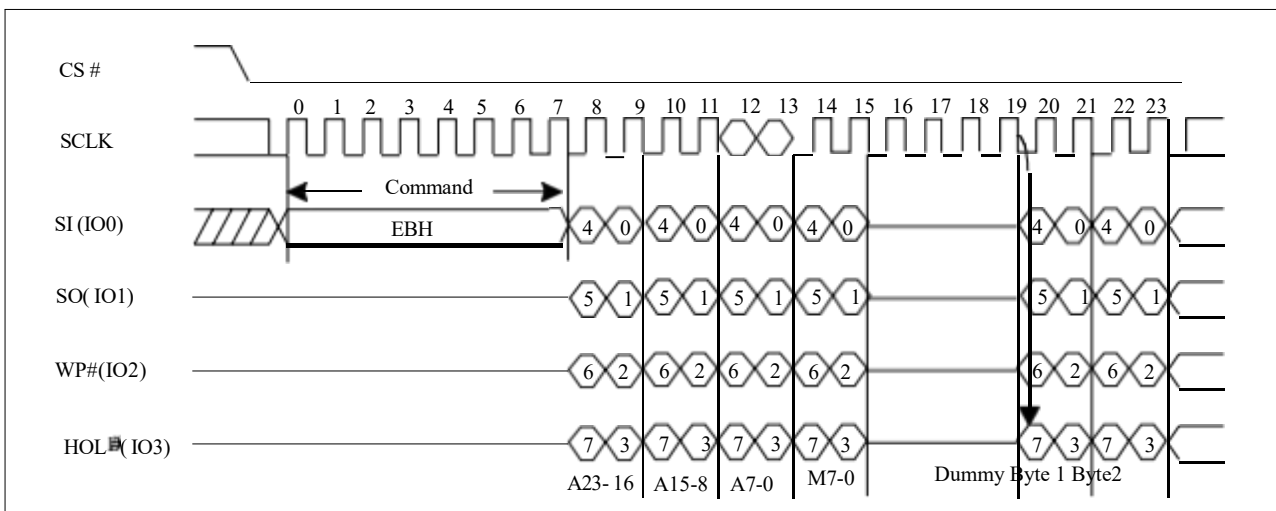 CS #
0 1 2 3 4 5 6 7 8 9 10 11 12 13 14 15 16 17 18 19 20 21 22 23
SCLK
Command
SI (IO0)
EBH
4 0 4 0 4 0 4 0 4 0 4 0
SO( IO1)
5 1 5 1 5 1 5 1 5 1 5 1
WP#(IO2)
6 2 6 2 6 2 6 2 6 2 6 2
HOL ( IO3)
7 3 7 3 7 3 7 3 7 3 7 3
A23- 16 A15-8 A7-0 M7-0 Dummy Byte 1 Byte2